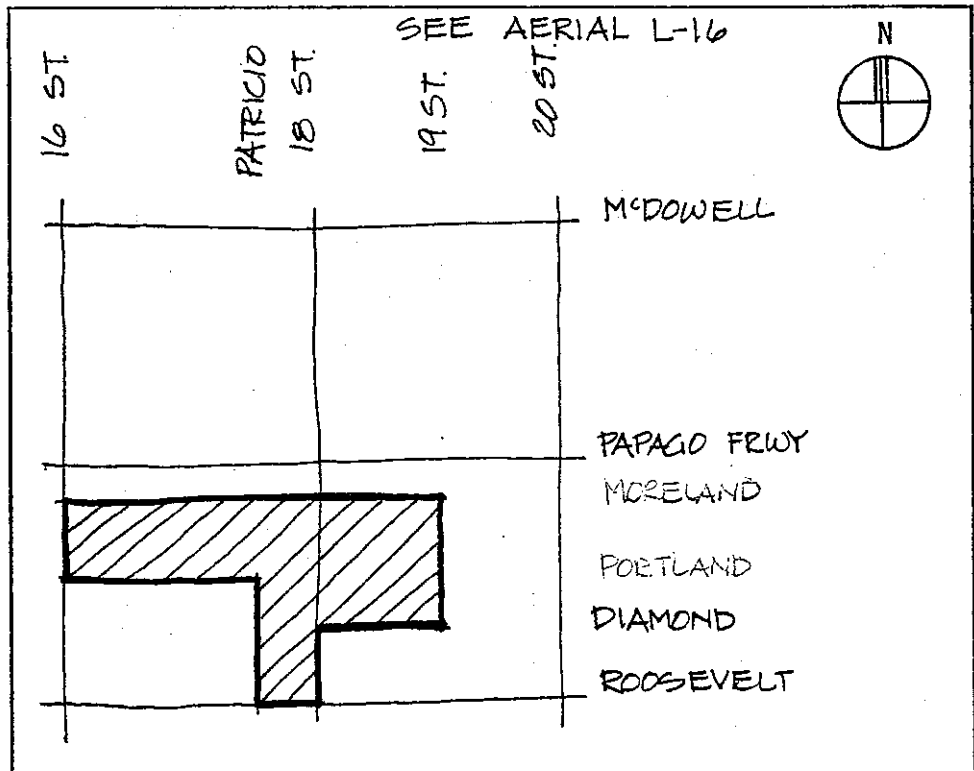 SEE AERIAL L-16
N
16 ST.
PATRICIO
18 ST.
19 ST.
20 ST.
McDOWELL
PAPAGO FRWY
MORELAND
PORTLAND
DIAMOND
ROOSEVELT